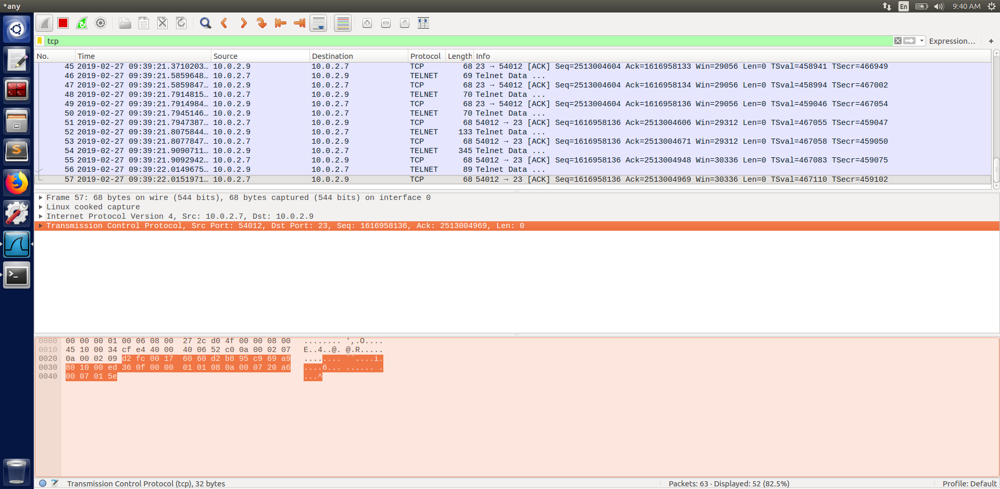 *any
En
9:40 AM
tcp
Expression…
+
No. Time Source Destination Protocol Length Info
45 2019-02-27 09:39:21.3710203… 10.0.2.9 10.0.2.7 TCP 68 23 → 54012 [ACK] Seq=2513004604 Ack=1616958133 Win=29056 Len=0 TSval=458941 TSecr=466949
46 2019-02-27 09:39:21.5859648… 10.0.2.7 10.0.2.9 TELNET 69 Telnet Data ...
47 2019-02-27 09:39:21.5859847… 10.0.2.9 10.0.2.7 TCP 68 23 → 54012 [ACK] Seq=2513004604 Ack=1616958134 Win=29056 Len=0 TSval=458994 TSecr=467002
48 2019-02-27 09:39:21.7914815… 10.0.2.7 10.0.2.9 TELNET 70 Telnet Data ...
49 2019-02-27 09:39:21.7914984… 10.0.2.9 10.0.2.7 TCP 68 23 → 54012 [ACK] Seq=2513004604 Ack=1616958136 Win=29056 Len=0 TSval=459046 TSecr=467054
50 2019-02-27 09:39:21.7945146… 10.0.2.9 10.0.2.7 TELNET 70 Telnet Data ...
51 2019-02-27 09:39:21.7947387… 10.0.2.7 10.0.2.9 TCP 68 54012 → 23 [ACK] Seq=1616958136 Ack=2513004606 Win=29312 Len=0 TSval=467055 TSecr=459047
52 2019-02-27 09:39:21.8075844… 10.0.2.9 10.0.2.7 TELNET 133 Telnet Data ...
53 2019-02-27 09:39:21.8077847… 10.0.2.7 10.0.2.9 TCP 68 54012 → 23 [ACK] Seq=1616958136 Ack=2513004671 Win=29312 Len=0 TSval=467058 TSecr=459050
54 2019-02-27 09:39:21.9090711… 10.0.2.9 10.0.2.7 TELNET 345 Telnet Data ...
55 2019-02-27 09:39:21.9092942… 10.0.2.7 10.0.2.9 TCP 68 54012 → 23 [ACK] Seq=1616958136 Ack=2513004948 Win=30336 Len=0 TSval=467083 TSecr=459075
56 2019-02-27 09:39:22.0149675… 10.0.2.9 10.0.2.7 TELNET 89 Telnet Data ...
57 2019-02-27 09:39:22.0151971… 10.0.2.7 10.0.2.9 TCP 68 54012 → 23 [ACK] Seq=1616958136 Ack=2513004969 Win=30336 Len=0 TSval=467110 TSecr=459102
Frame 57: 68 bytes on wire (544 bits), 68 bytes captured (544 bits) on interface 0
Linux cooked capture
Internet Protocol Version 4, Src: 10.0.2.7, Dst: 10.0.2.9
Transmission Control Protocol, Src Port: 54012, Dst Port: 23, Seq: 1616958136, Ack: 2513004969, Len: 0
0000 00 00 00 01 00 06 08 00 27 2c d0 4f 00 00 08 00 ........ ',.O....
0010 45 10 00 34 cf e4 40 00 40 06 52 c0 0a 00 02 07 E..4..@. @.R.....
0020 0a 00 02 09 d2 fc 00 17 60 60 d2 b8 95 c9 69 a9 ........ ``....i.
0030 80 10 00 ed 36 0f 00 00 01 01 08 0a 00 07 20 a6 ....6... ...... .
0040 00 07 01 5e ...^
Transmission Control Protocol (tcp), 32 bytes
Packets: 63 · Displayed: 52 (82.5%)
Profile: Default